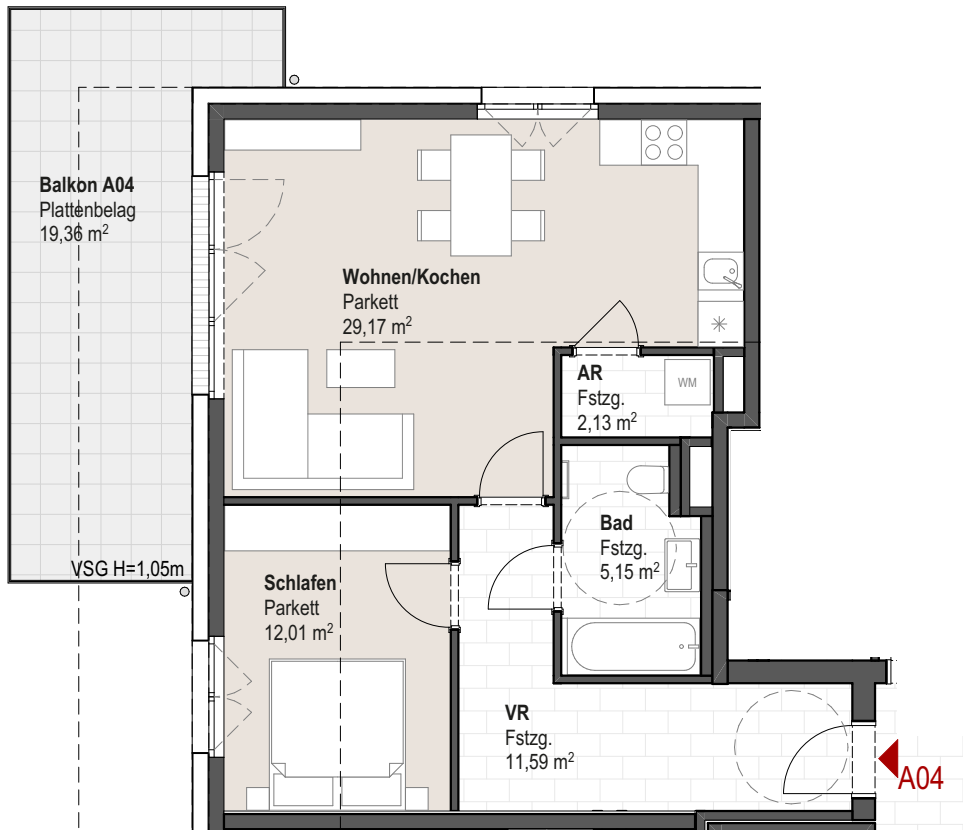 Balkon A04
Plattenbelag
19,36 m²
Wohnen/Kochen
Parkett
29,17 m²
AR
Fstzg.
2,13 m²
WM
Bad
Fstzg.
5,15 m²
VSG H=1,05m
Schlafen
Parkett
12,01 m²
VR
Fstzg.
11,59 m²
A04